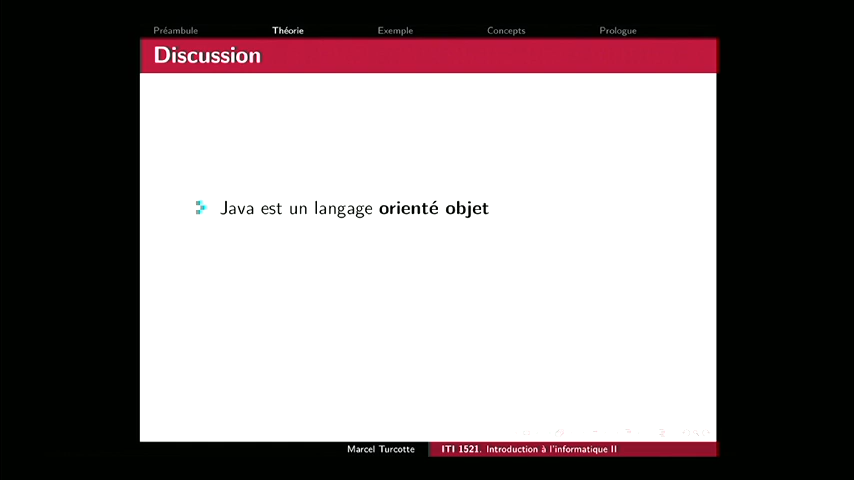 Préambule Théorie Exemple Concepts Prologue
Discussion
Java est un langage orienté objet
Marcel Turcotte ITI 1521. Introduction à l'informatique II